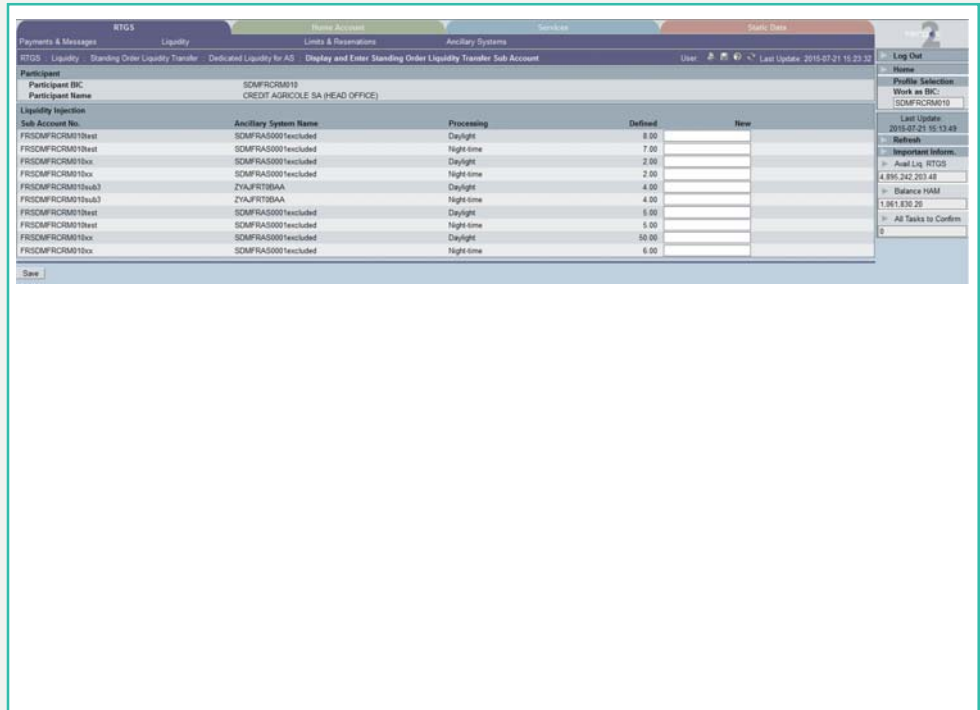 RTGS Home Account Services Static Data
Payments & Messages Liquidity Limits & Reservations Ancillary Systems
RTGS : Liquidity : Standing Order Liquidity Transfer : Dedicated Liquidity for AS : Display and Enter Standing Order Liquidity Transfer Sub Account User: Last Update: 2015-07-21 15:23:32
Participant
Participant BIC SDMFRCRM010
Participant Name CREDIT AGRICOLE SA (HEAD OFFICE)
Liquidity Injection
Sub Account No. Ancillary System Name Processing Defined New
FRSDMFRCRM010test SDMFRAS0001excluded Daylight 8.00
FRSDMFRCRM010test SDMFRAS0001excluded Night-time 7.00
FRSDMFRCRM010xx SDMFRAS0001excluded Daylight 2.00
FRSDMFRCRM010xx SDMFRAS0001excluded Night-time 2.00
FRSDMFRCRM010sub3 ZYAJFRT0BAA Daylight 4.00
FRSDMFRCRM010sub3 ZYAJFRT0BAA Night-time 4.00
FRSDMFRCRM010test SDMFRAS0001excluded Daylight 5.00
FRSDMFRCRM010test SDMFRAS0001excluded Night-time 5.00
FRSDMFRCRM010xx SDMFRAS0001excluded Daylight 50.00
FRSDMFRCRM010xx SDMFRAS0001excluded Night-time 6.00
Save
Log Out
Home
Profile Selection
Work as BIC:
SDMFRCRM010
Last Update:
2015-07-21 15:13:49
Refresh
Important Inform.
Avail.Liq. RTGS
4,895,242,203.48
Balance HAM
1,061,830.20
All Tasks to Confirm
0